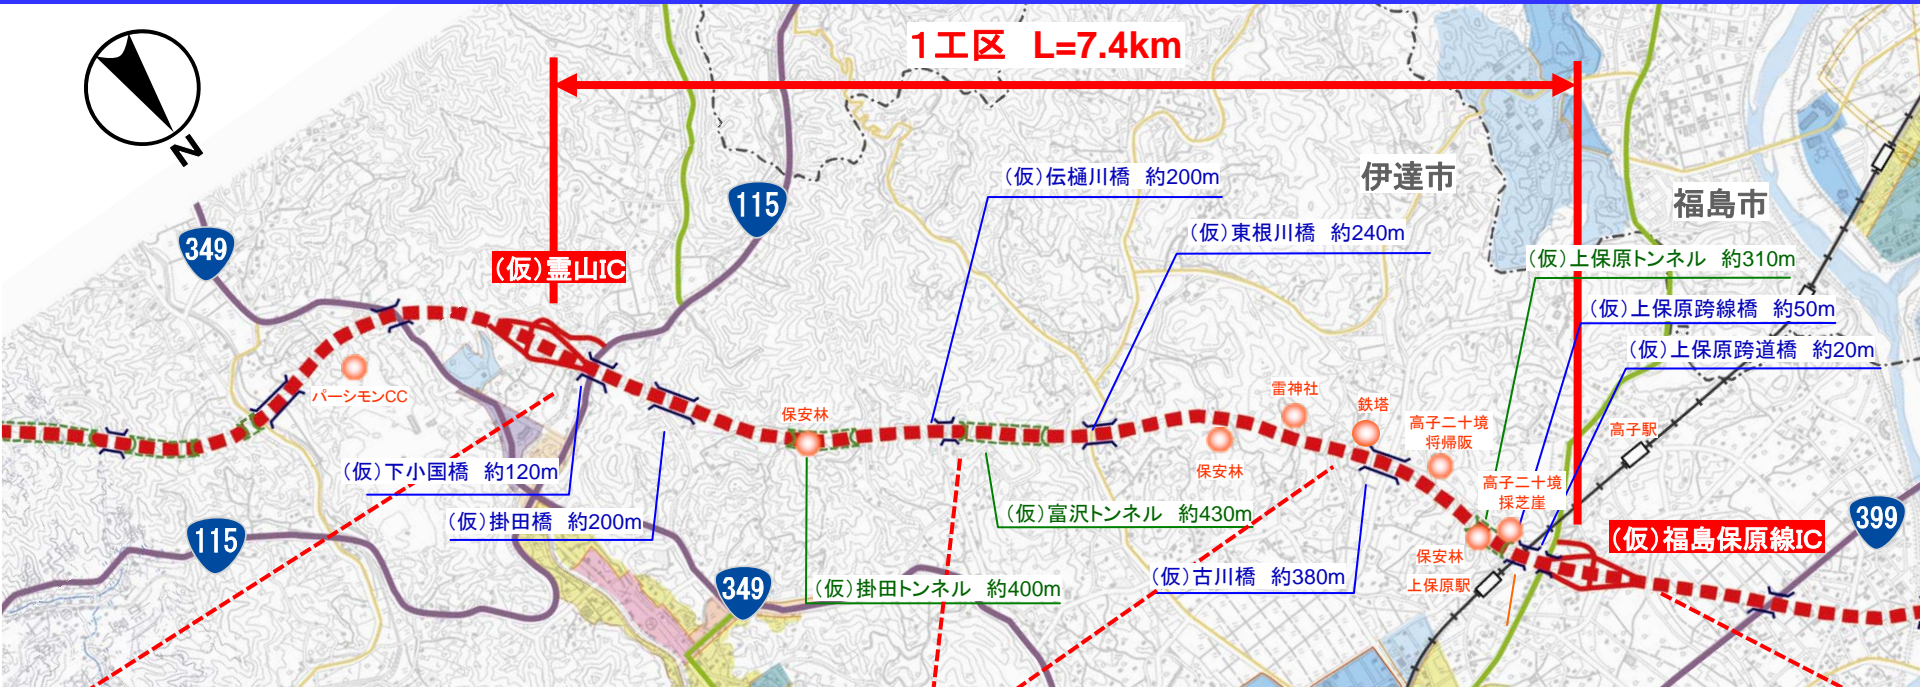 1工区 L=7.4km
N
伊達市
福島市
(仮)伝樋川橋 約200m
115
(仮)東根川橋 約240m
349
(仮)霊山IC
(仮)上保原トンネル 約310m
(仮)上保原跨線橋 約50m
(仮)上保原跨道橋 約20m
パーシモンCC
保安林
雷神社
鉄塔
高子二十境
将帰阪
高子駅
保安林
高子二十境
採芝崖
(仮)下小国橋 約120m
(仮)掛田橋 約200m
(仮)富沢トンネル 約430m
399
(仮)福島保原線IC
115
保安林
上保原駅
(仮)古川橋 約380m
349
(仮)掛田トンネル 約400m